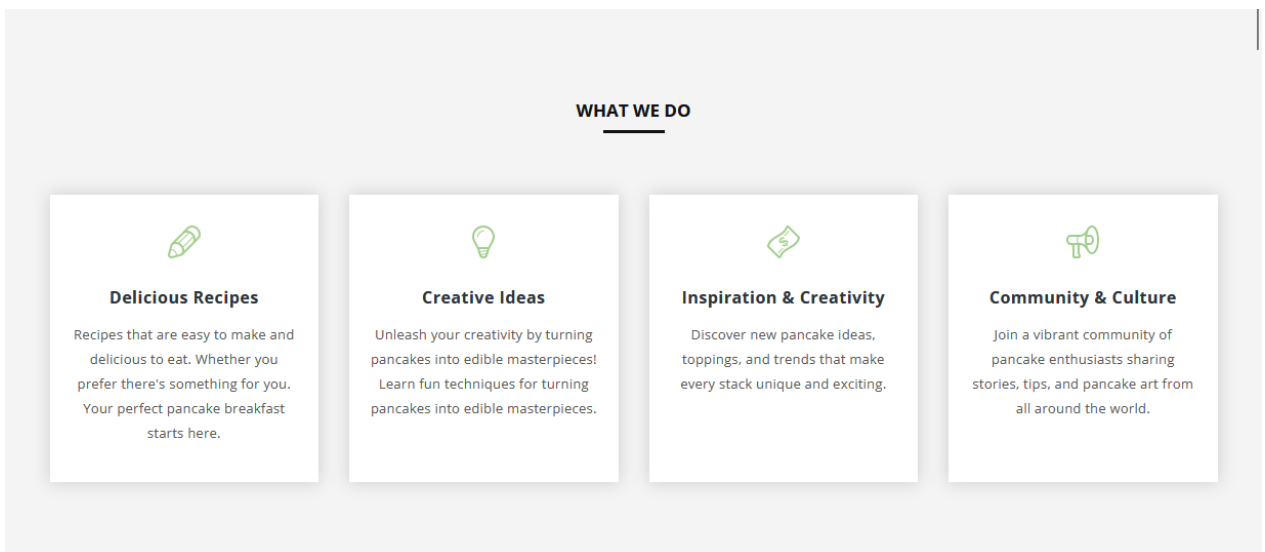 WHAT WE DO
Delicious Recipes
Recipes that are easy to make and
delicious to eat. Whether you
prefer there's something for you.
Your perfect pancake breakfast
starts here.
Creative Ideas
Unleash your creativity by turning
pancakes into edible masterpieces!
Learn fun techniques for turning
pancakes into edible masterpieces.
$
Inspiration & Creativity
Discover new pancake ideas,
toppings, and trends that make
every stack unique and exciting.
Community & Culture
Join a vibrant community of
pancake enthusiasts sharing
stories, tips, and pancake art from
all around the world.